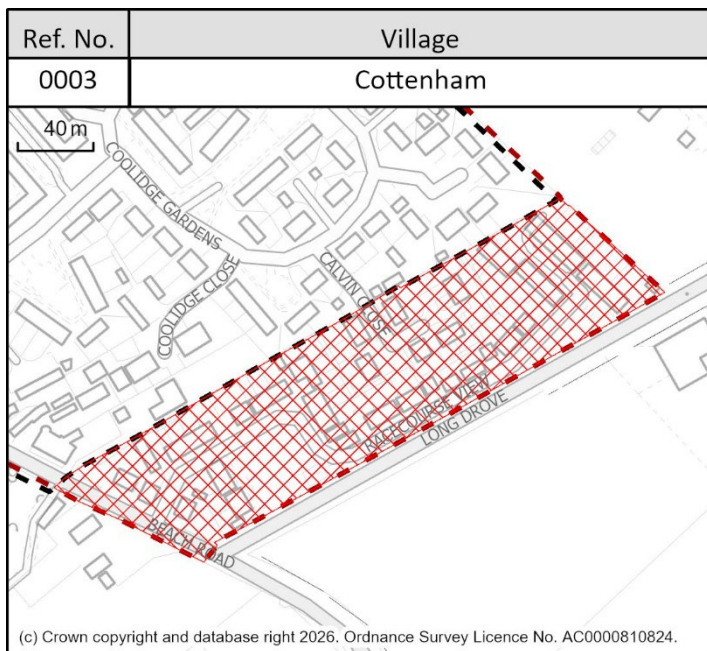 Ref. No. Village
0003 Cottenham
40 m
COOLIDGE GARDENS
COOLIDGE CLOSE
CALVIN CLOSE
RACECOURSE VIEW
LONG DROVE
BEACH ROAD
(c) Crown copyright and database right 2026. Ordnance Survey Licence No. AC0000810824.